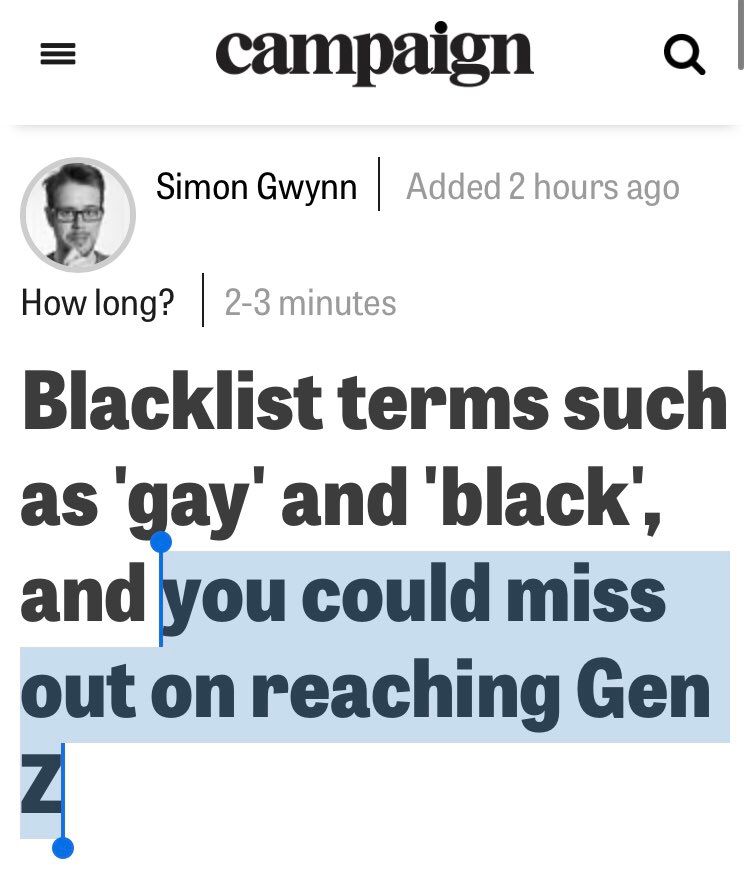 campaign
Simon Gwynn | Added 2 hours ago
How long? | 2-3 minutes
Blacklist terms such
as 'gay' and 'black',
and you could miss
out on reaching Gen
Z